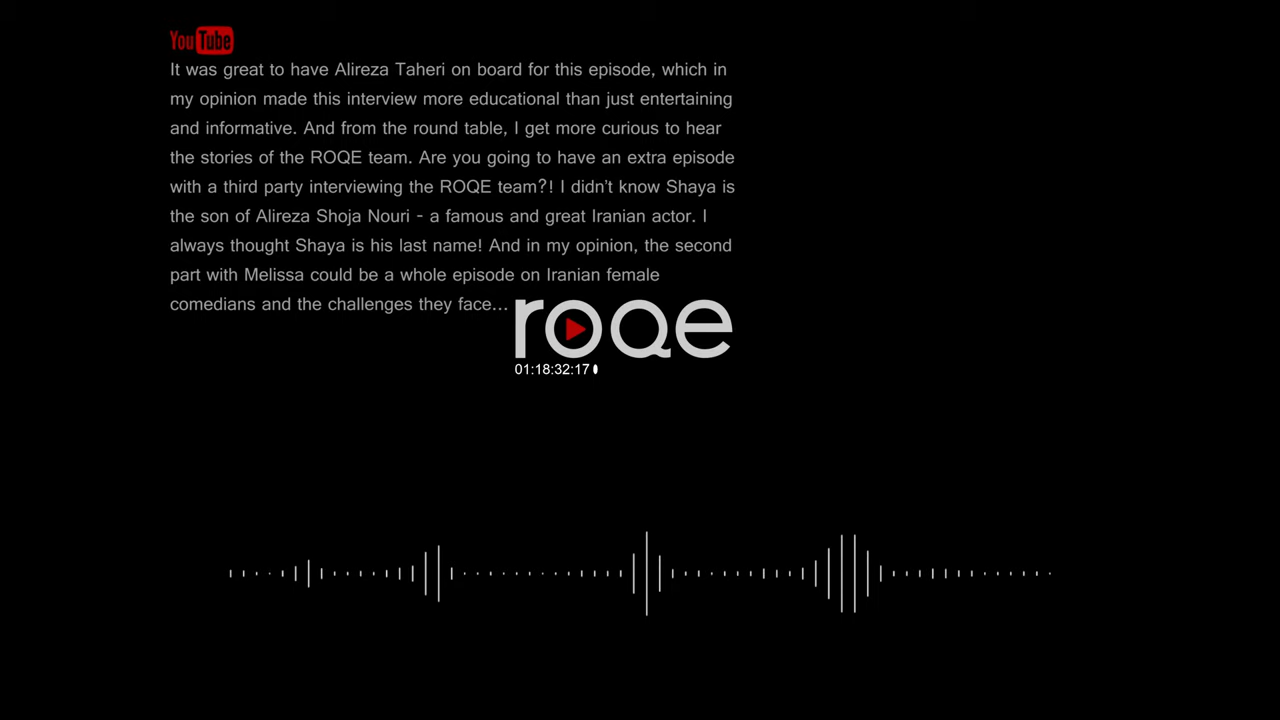 YouTube
It was great to have Alireza Taheri on board for this episode, which in
my opinion made this interview more educational than just entertaining
and informative. And from the round table, I get more curious to hear
the stories of the ROQE team. Are you going to have an extra episode
with a third party interviewing the ROQE team?! I didn't know Shaya is
the son of Alireza Shoja Nouri - a famous and great Iranian actor. I
always thought Shaya is his last name! And in my opinion, the second
part with Melissa could be a whole episode on Iranian female
comedians and the challenges they face...
roqe
01:18:32:17